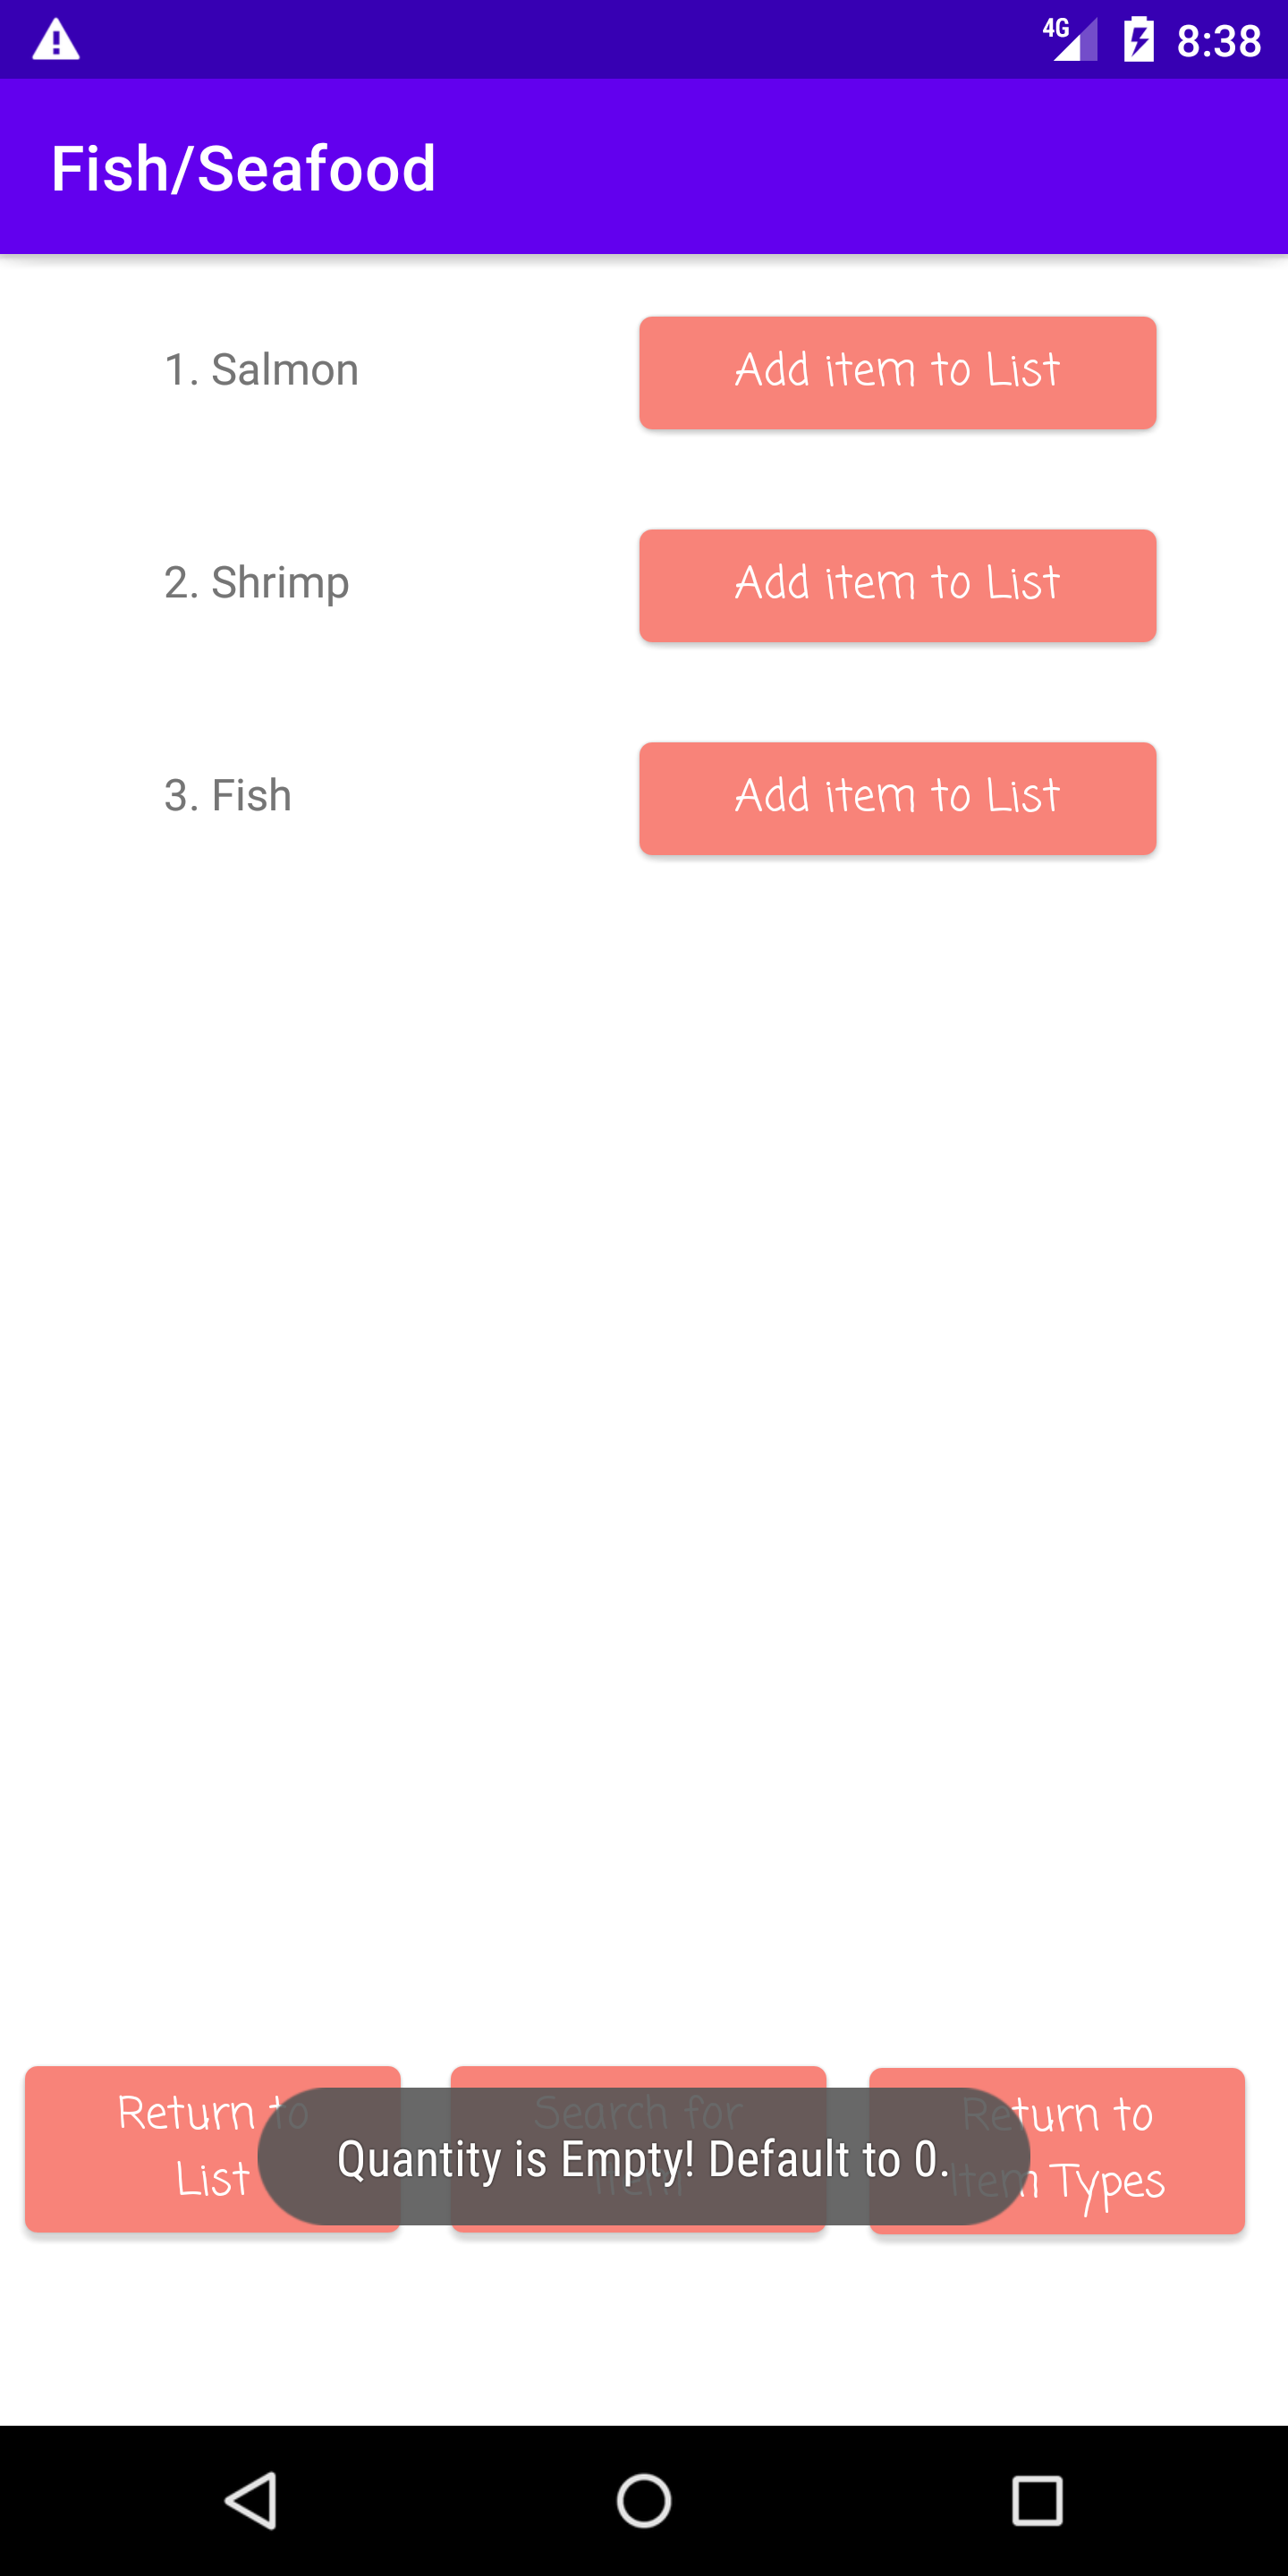 4G 8:38
Fish/Seafood
1. Salmon
Add item to List
2. Shrimp
Add item to List
3. Fish
Add item to List
Return to
List
Search for
Item
Return to
Item Types
Quantity is Empty! Default to 0.